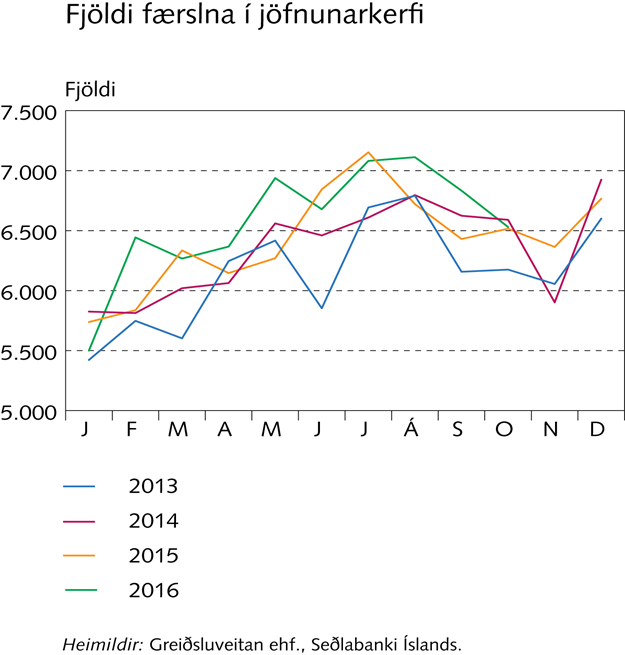 Fjöldi færslna í jöfnunarkerfi
Fjöldi
7.500
7.000
6.500
6.000
5.500
5.000
J F M A M J J Á S O N D
2013
2014
2015
2016
Heimildir: Greiðsluveitan ehf., Seðlabanki Íslands.